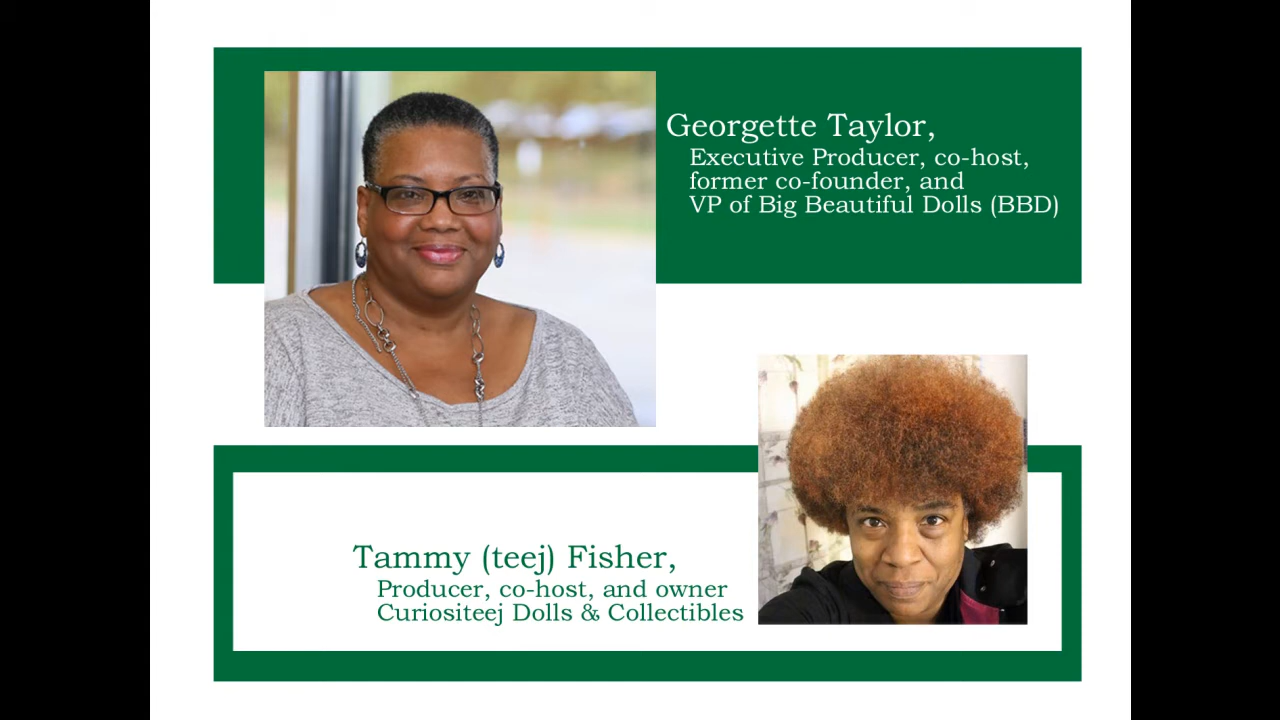 Georgette Taylor,
Executive Producer, co-host,
former co-founder, and
VP of Big Beautiful Dolls (BBD)
Tammy (teej) Fisher,
Producer, co-host, and owner
Curiositeej Dolls & Collectibles